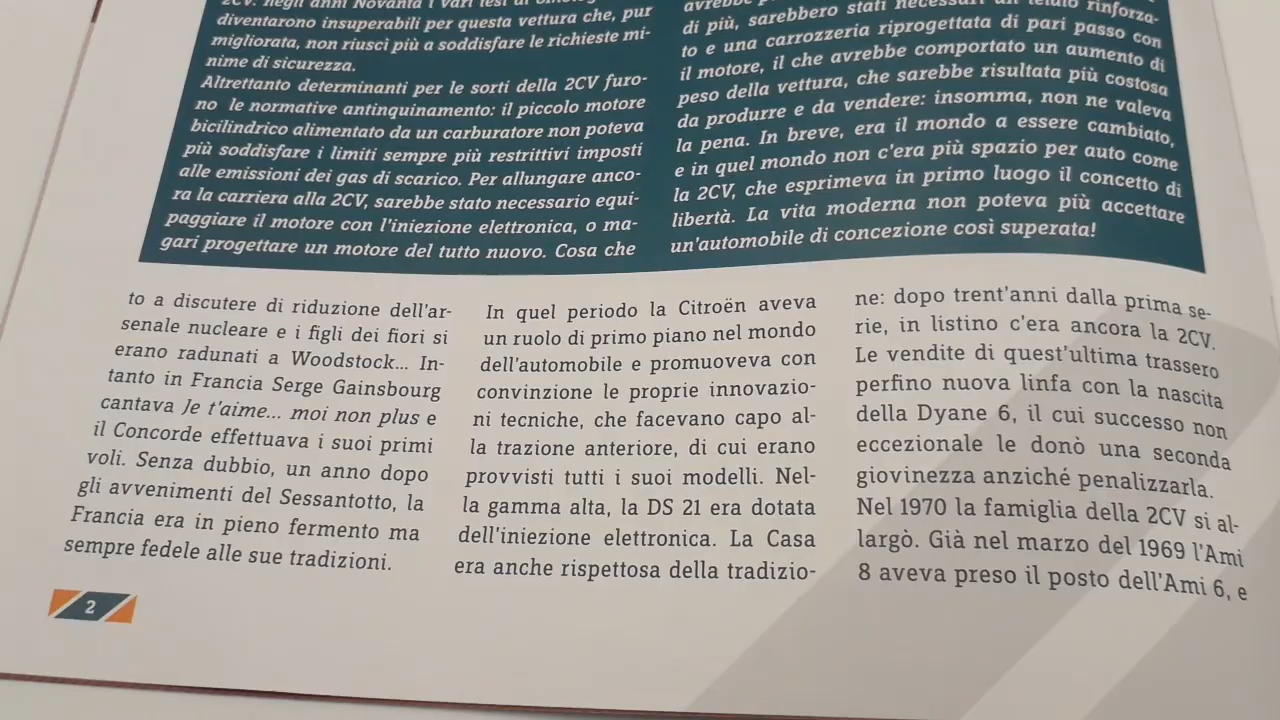 2CV: negli anni Novanta i vari test di
diventarono insuperabili per questa vettura che, pur
migliorata, non riuscì più a soddisfare le richieste mi-
nime di sicurezza.
Altrettanto determinanti per le sorti della 2CV furo-
no le normative antinquinamento: il piccolo motore
bicilindrico alimentato da un carburatore non poteva
più soddisfare i limiti sempre più restrittivi imposti
alle emissioni dei gas di scarico. Per allungare anco-
ra la carriera alla 2CV, sarebbe stato necessario equi-
paggiare il motore con l'iniezione elettronica, o ma-
gari progettare un motore del tutto nuovo. Cosa che
avrebbe
di più, sarebbero stati necessari un telaio rinforza-
to e una carrozzeria riprogettata di pari passo con
il motore, il che avrebbe comportato un aumento di
peso della vettura, che sarebbe risultata più costosa
da produrre e da vendere: insomma, non ne valeva
la pena. In breve, era il mondo a essere cambiato,
e in quel mondo non c'era più spazio per auto come
la 2CV, che esprimeva in primo luogo il concetto di
libertà. La vita moderna non poteva più accettare
un'automobile di concezione così superata!
to a discutere di riduzione dell'ar-
senale nucleare e i figli dei fiori si
erano radunati a Woodstock... In-
tanto in Francia Serge Gainsbourg
cantava Je t'aime... moi non plus e
il Concorde effettuava i suoi primi
voli. Senza dubbio, un anno dopo
gli avvenimenti del Sessantotto, la
Francia era in pieno fermento ma
sempre fedele alle sue tradizioni.
In quel periodo la Citroën aveva
un ruolo di primo piano nel mondo
dell'automobile e promuoveva con
convinzione le proprie innovazio-
ni tecniche, che facevano capo al-
la trazione anteriore, di cui erano
provvisti tutti i suoi modelli. Nel-
la gamma alta, la DS 21 era dotata
dell'iniezione elettronica. La Casa
era anche rispettosa della tradizio-
ne: dopo trent'anni dalla prima se-
rie, in listino c'era ancora la 2CV.
Le vendite di quest'ultima trassero
perfino nuova linfa con la nascita
della Dyane 6, il cui successo non
eccezionale le donò una seconda
giovinezza anziché penalizzarla.
Nel 1970 la famiglia della 2CV si al-
largò. Già nel marzo del 1969 l'Ami
8 aveva preso il posto dell'Ami 6, e
2